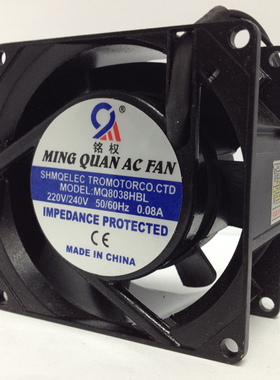 铭权
MING QUAN AC FAN
SHMQELEC TROMOTORCO.CTD
MODEL:MQ8038HBL
220V/240V 50/60Hz 0.08A
IMPEDANCE PROTECTED
CE
MADE IN CHINA